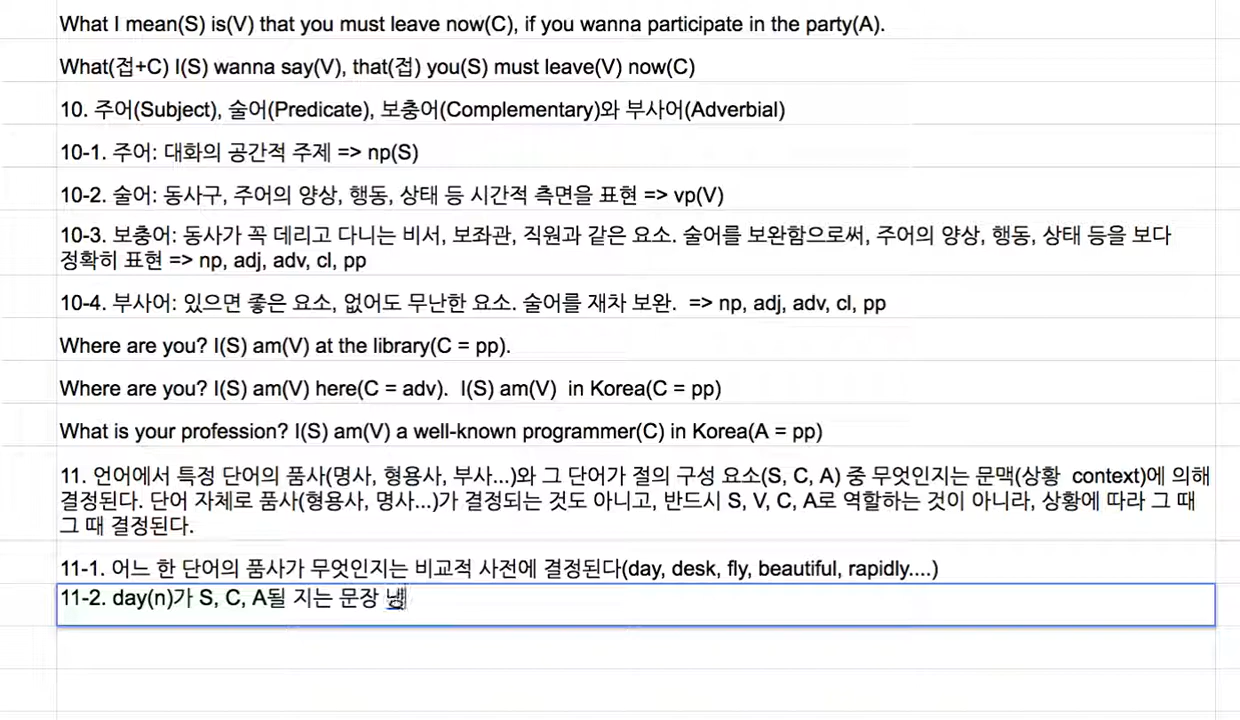 What I mean(S) is(V) that you must leave now(C), if you wanna participate in the party(A).
What(접+C) I(S) wanna say(V), that(접) you(S) must leave(V) now(C)
10. 주어(Subject), 술어(Predicate), 보충어(Complementary)와 부사어(Adverbial)
10-1. 주어: 대화의 공간적 주제 => np(S)
10-2. 술어: 동사구, 주어의 양상, 행동, 상태 등 시간적 측면을 표현 => vp(V)
10-3. 보충어: 동사가 꼭 데리고 다니는 비서, 보좌관, 직원과 같은 요소. 술어를 보완함으로써, 주어의 양상, 행동, 상태 등을 보다
정확히 표현 => np, adj, adv, cl, pp
10-4. 부사어: 있으면 좋은 요소, 없어도 무난한 요소. 술어를 재차 보완.  => np, adj, adv, cl, pp
Where are you? I(S) am(V) at the library(C = pp).
Where are you? I(S) am(V) here(C = adv).  I(S) am(V)  in Korea(C = pp)
What is your profession? I(S) am(V) a well-known programmer(C) in Korea(A = pp)
11. 언어에서 특정 단어의 품사(명사, 형용사, 부사...)와 그 단어가 절의 구성 요소(S, C, A) 중 무엇인지는 문맥(상황  context)에 의해
결정된다. 단어 자체로 품사(형용사, 명사...)가 결정되는 것도 아니고, 반드시 S, V, C, A로 역할하는 것이 아니라, 상황에 따라 그 때
그 때 결정된다.
11-1. 어느 한 단어의 품사가 무엇인지는 비교적 사전에 결정된다(day, desk, fly, beautiful, rapidly....)
11-2. day(n)가 S, C, A될 지는 문장 냉